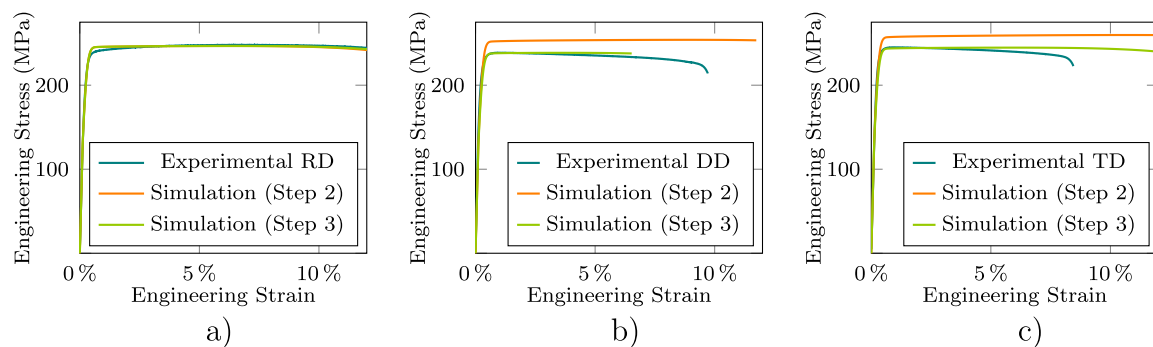 Engineering Stress (MPa)
200
100
Experimental RD
Simulation (Step 2)
Simulation (Step 3)
0 % 5 % 10 %
Engineering Strain
a)
Engineering Stress (MPa)
200
100
Experimental DD
Simulation (Step 2)
Simulation (Step 3)
0 % 5 % 10 %
Engineering Strain
b)
Engineering Stress (MPa)
200
100
Experimental TD
Simulation (Step 2)
Simulation (Step 3)
0 % 5 % 10 %
Engineering Strain
c)